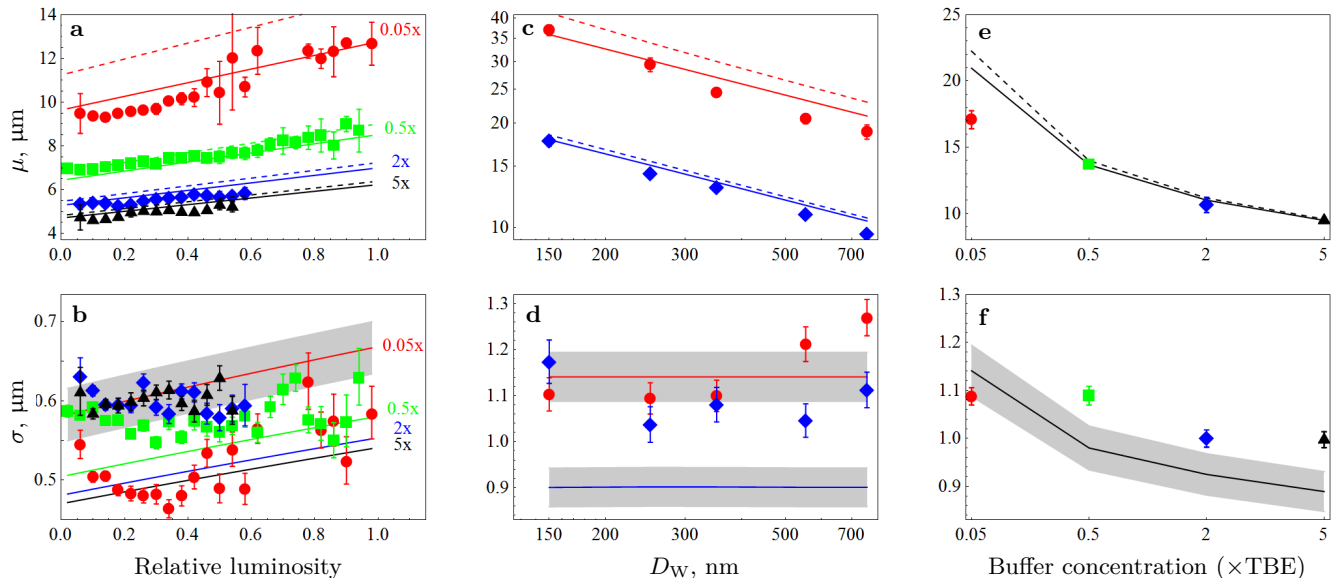 a
0.05x
0.5x
2x
5x
μ, μm
14
12
10
8
6
4
0.0 0.2 0.4 0.6 0.8 1.0
c
40
35
30
25
20
15
10
150 200 300 400 500 700
e
25
20
15
10
0.05 0.5 2 5
b
0.05x
0.5x
2x
5x
σ, μm
0.7
0.6
0.5
0.0 0.2 0.4 0.6 0.8 1.0
Relative luminosity
d
1.3
1.2
1.1
1.0
0.9
150 200 300 400 500 700
D_W, nm
f
1.3
1.2
1.1
1.0
0.9
0.05 0.5 2 5
Buffer concentration (×TBE)